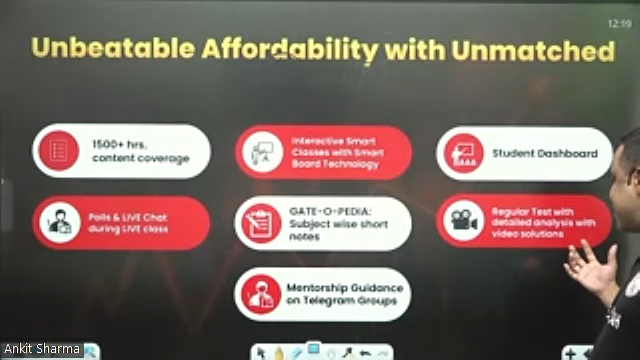 12:19
Unbeatable Affordability with Unmatched
1500+ hrs.
content coverage
Interactive Smart
Classes with Smart
Board Technology
Student Dashboard
Polls & LIVE Chat
during LIVE class
GATE-O-PEDIA:
Subject wise short
notes
Regular Test with
detailed analysis with
video solutions
Mentorship Guidance
on Telegram Groups
Ankit Sharma